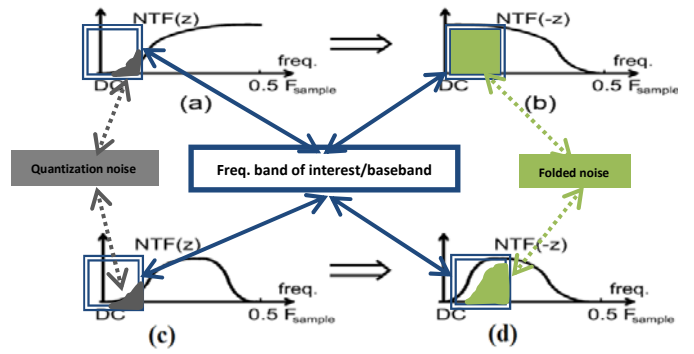 NTF(z)
NTF(-z)
freq.
freq.
DC
0.5 F
sample
DC
0.5 F
sample
(a)
(b)
Quantization noise
Freq. band of interest/baseband
Folded noise
NTF(z)
NTF(-z)
freq.
freq.
DC
0.5 F
sample
DC
0.5 F
sample
(c)
(d)